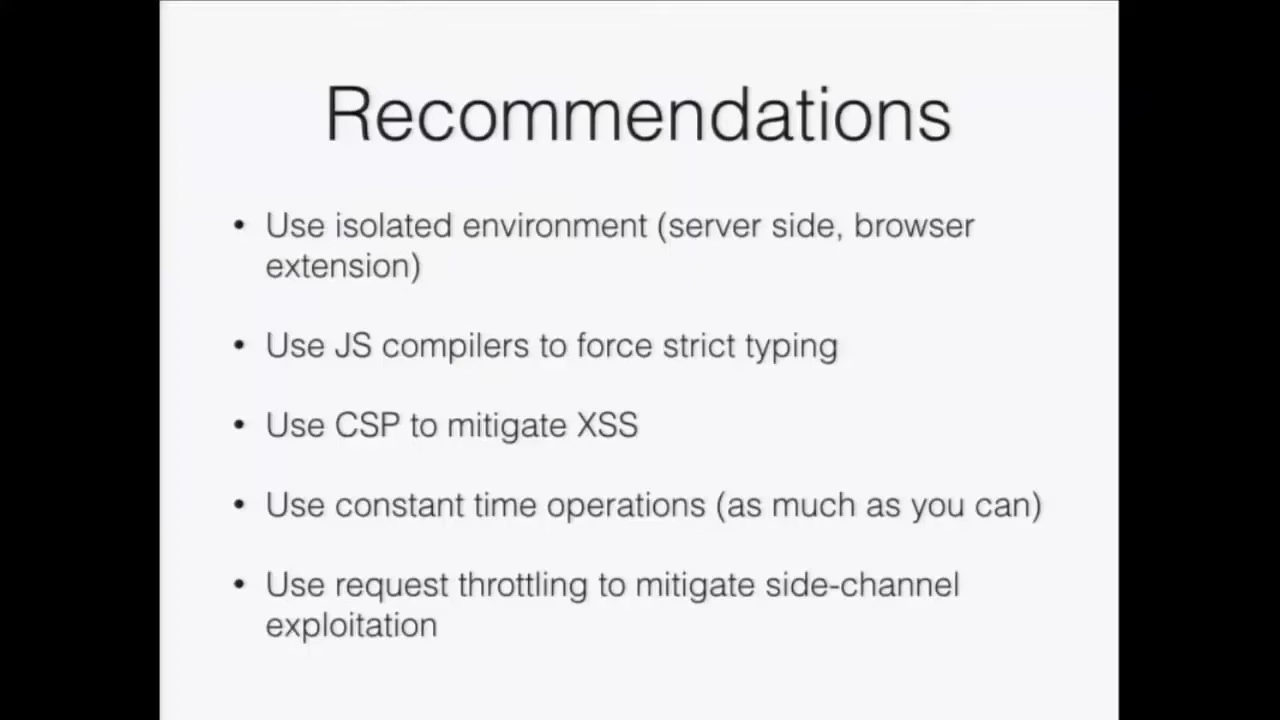 Recommendations
• Use isolated environment (server side, browser
extension)
• Use JS compilers to force strict typing
• Use CSP to mitigate XSS
• Use constant time operations (as much as you can)
• Use request throttling to mitigate side-channel
exploitation